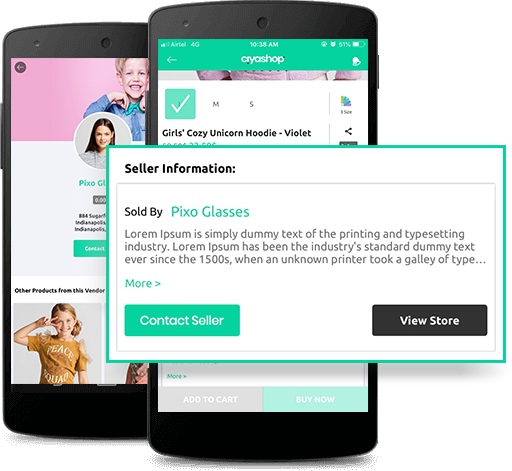 Airtel 4G 10:38 AM 51%
ciyashop
M S
3 Size
Girls' Cozy Unicorn Hoodie - Violet
Seller Information:
Sold By Pixo Glasses
Lorem Ipsum is simply dummy text of the printing and typesetting
industry. Lorem Ipsum has been the industry's standard dummy text
ever since the 1500s, when an unknown printer took a galley of type...
More >
Contact Seller
View Store
More >
ADD TO CART
BUY NOW
Pixo Gl
0.00
884 Sugarf
Indianapolis,
Indianapolis,
Contact
Other Products from this Vendor
PEACE
SQUAD